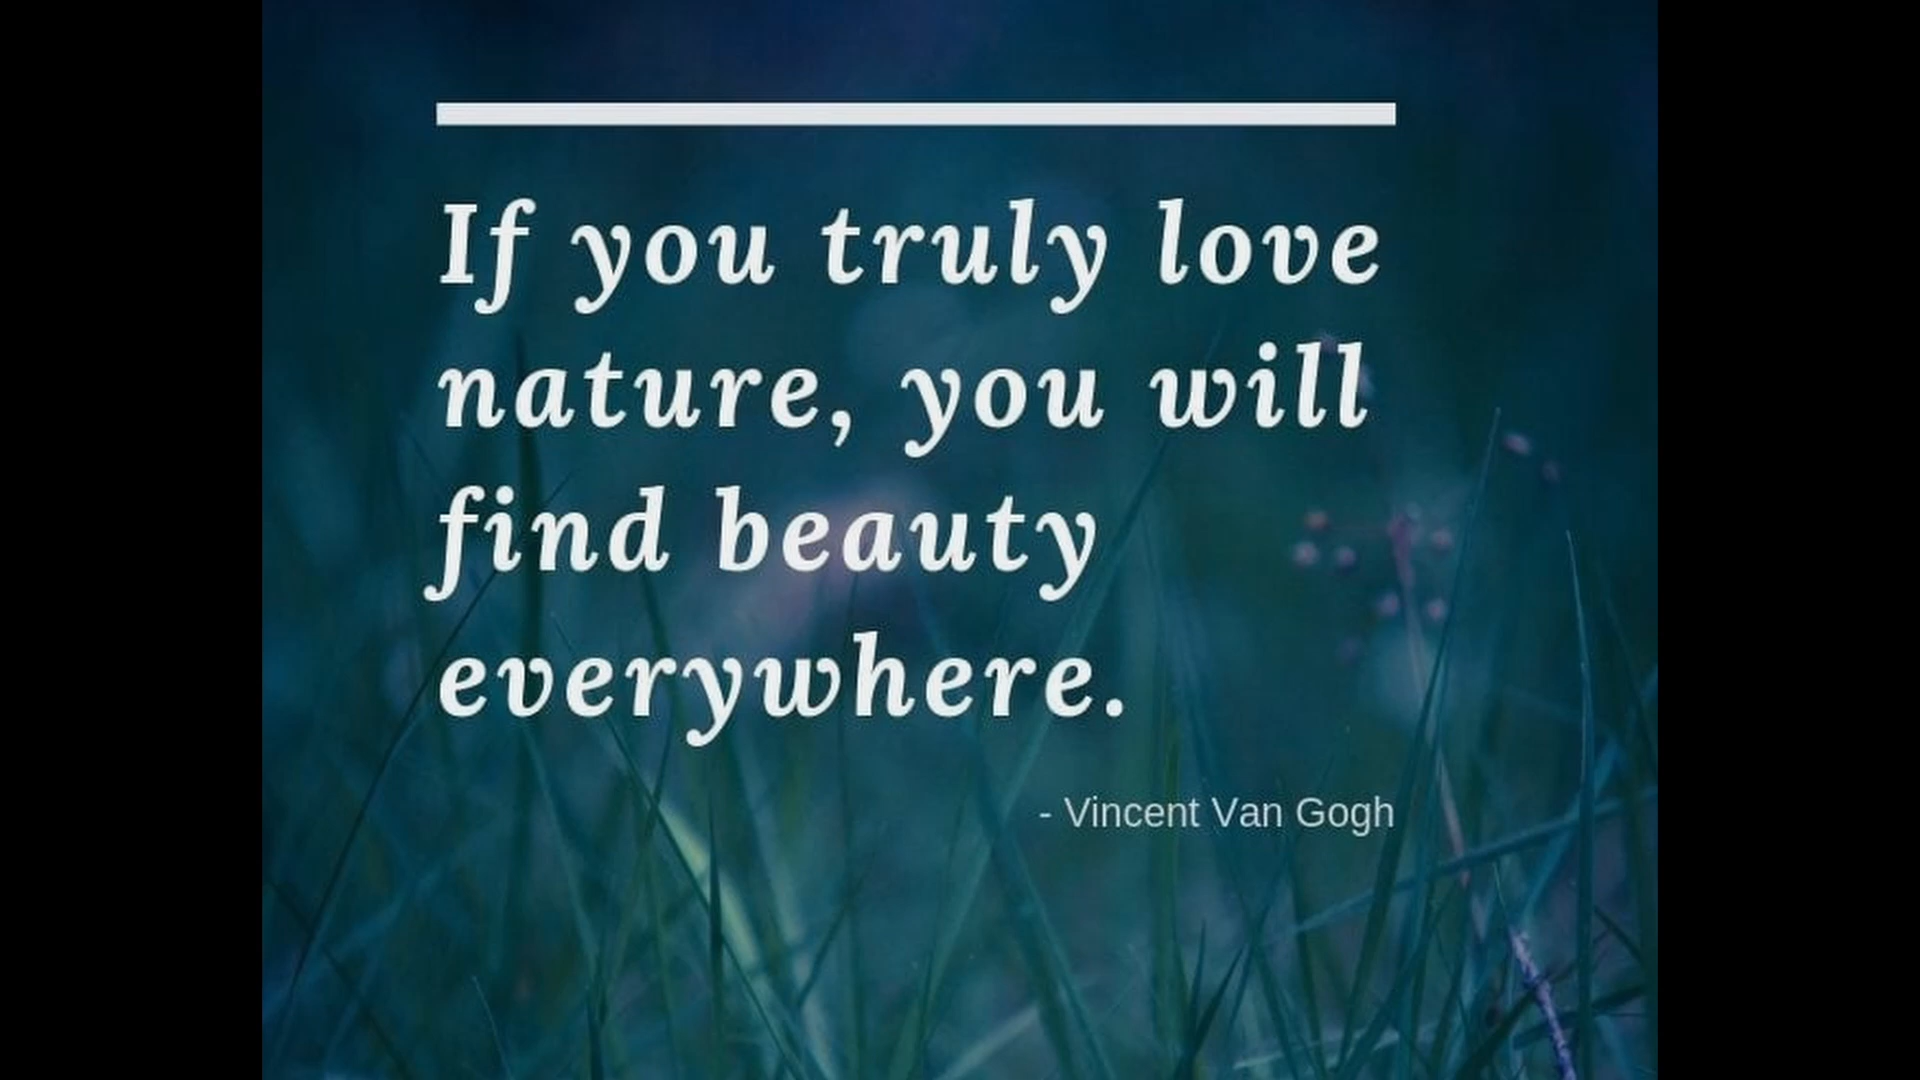 If you truly love
nature, you will
find beauty
everywhere.
- Vincent Van Gogh